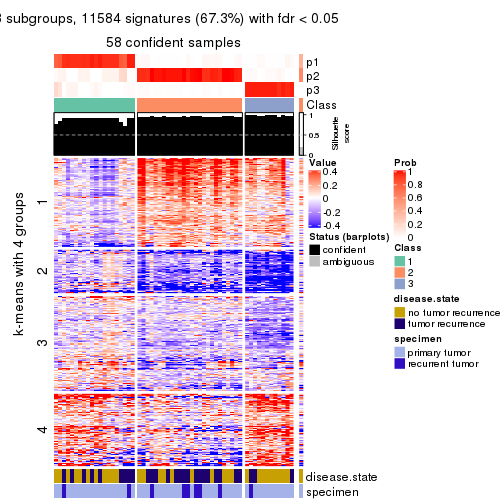 3 subgroups, 11584 signatures (67.3%) with fdr < 0.05
58 confident samples
p1
p2
p3
Class
1
0.5
0
Silhouette
score
k-means with 4 groups
1
2
3
4
disease.state
specimen
Value
0.4
0.2
0
-0.2
-0.4
Status (barplots)
confident
ambiguous
Prob
1
0.8
0.6
0.4
0.2
0
Class
1
2
3
disease.state
no tumor recurrence
tumor recurrence
specimen
primary tumor
recurrent tumor